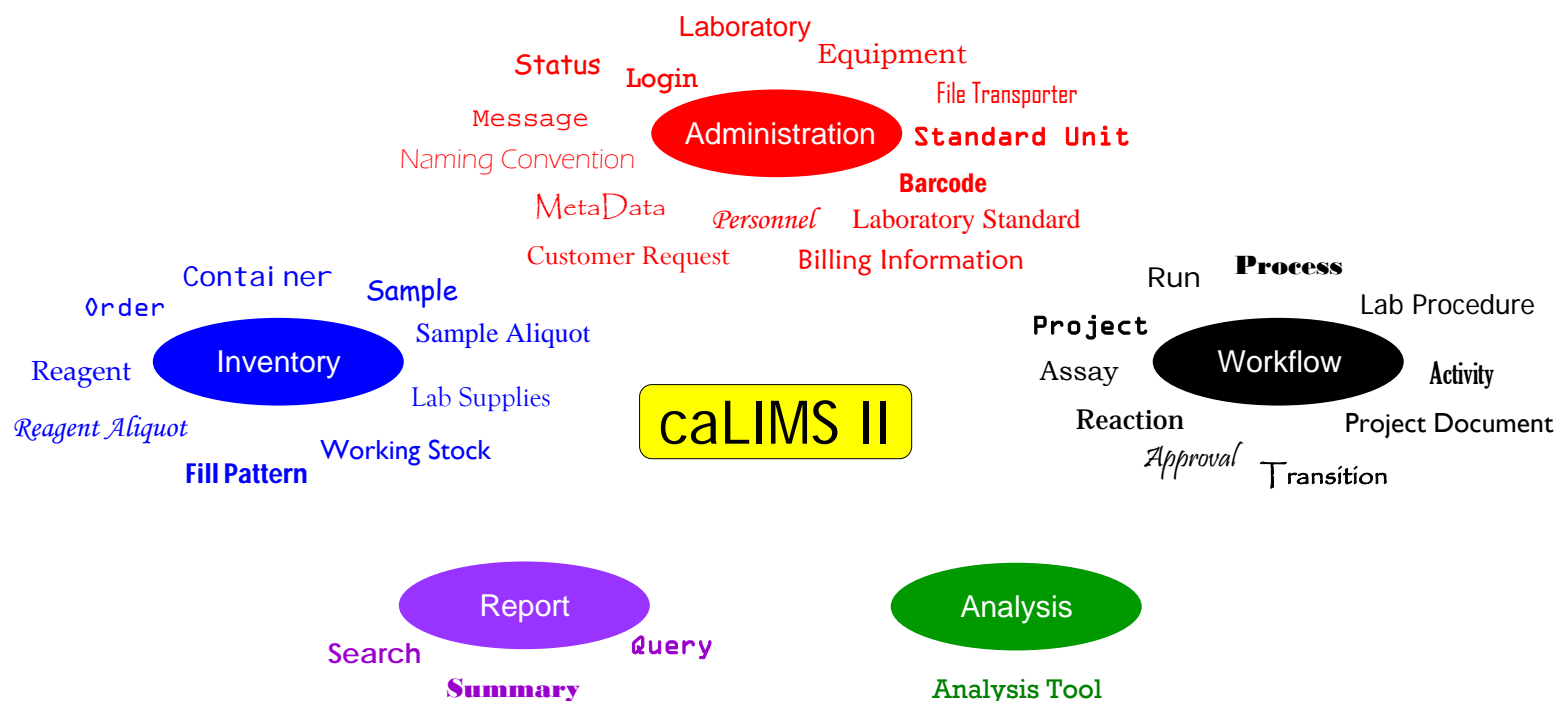 Laboratory
Equipment
Status
Login
File Transporter
Message
Administration
Standard Unit
Naming Convention
Barcode
MetaData
Personnel
Laboratory Standard
Customer Request
Billing Information
Container
Sample
Order
Sample Aliquot
Inventory
Reagent
Lab Supplies
Reagent Aliquot
Working Stock
Fill Pattern
caLIMS II
Run
Process
Lab Procedure
Project
Workflow
Assay
Activity
Reaction
Project Document
Approval
Transition
Report
Search
Query
Summary
Analysis
Analysis Tool